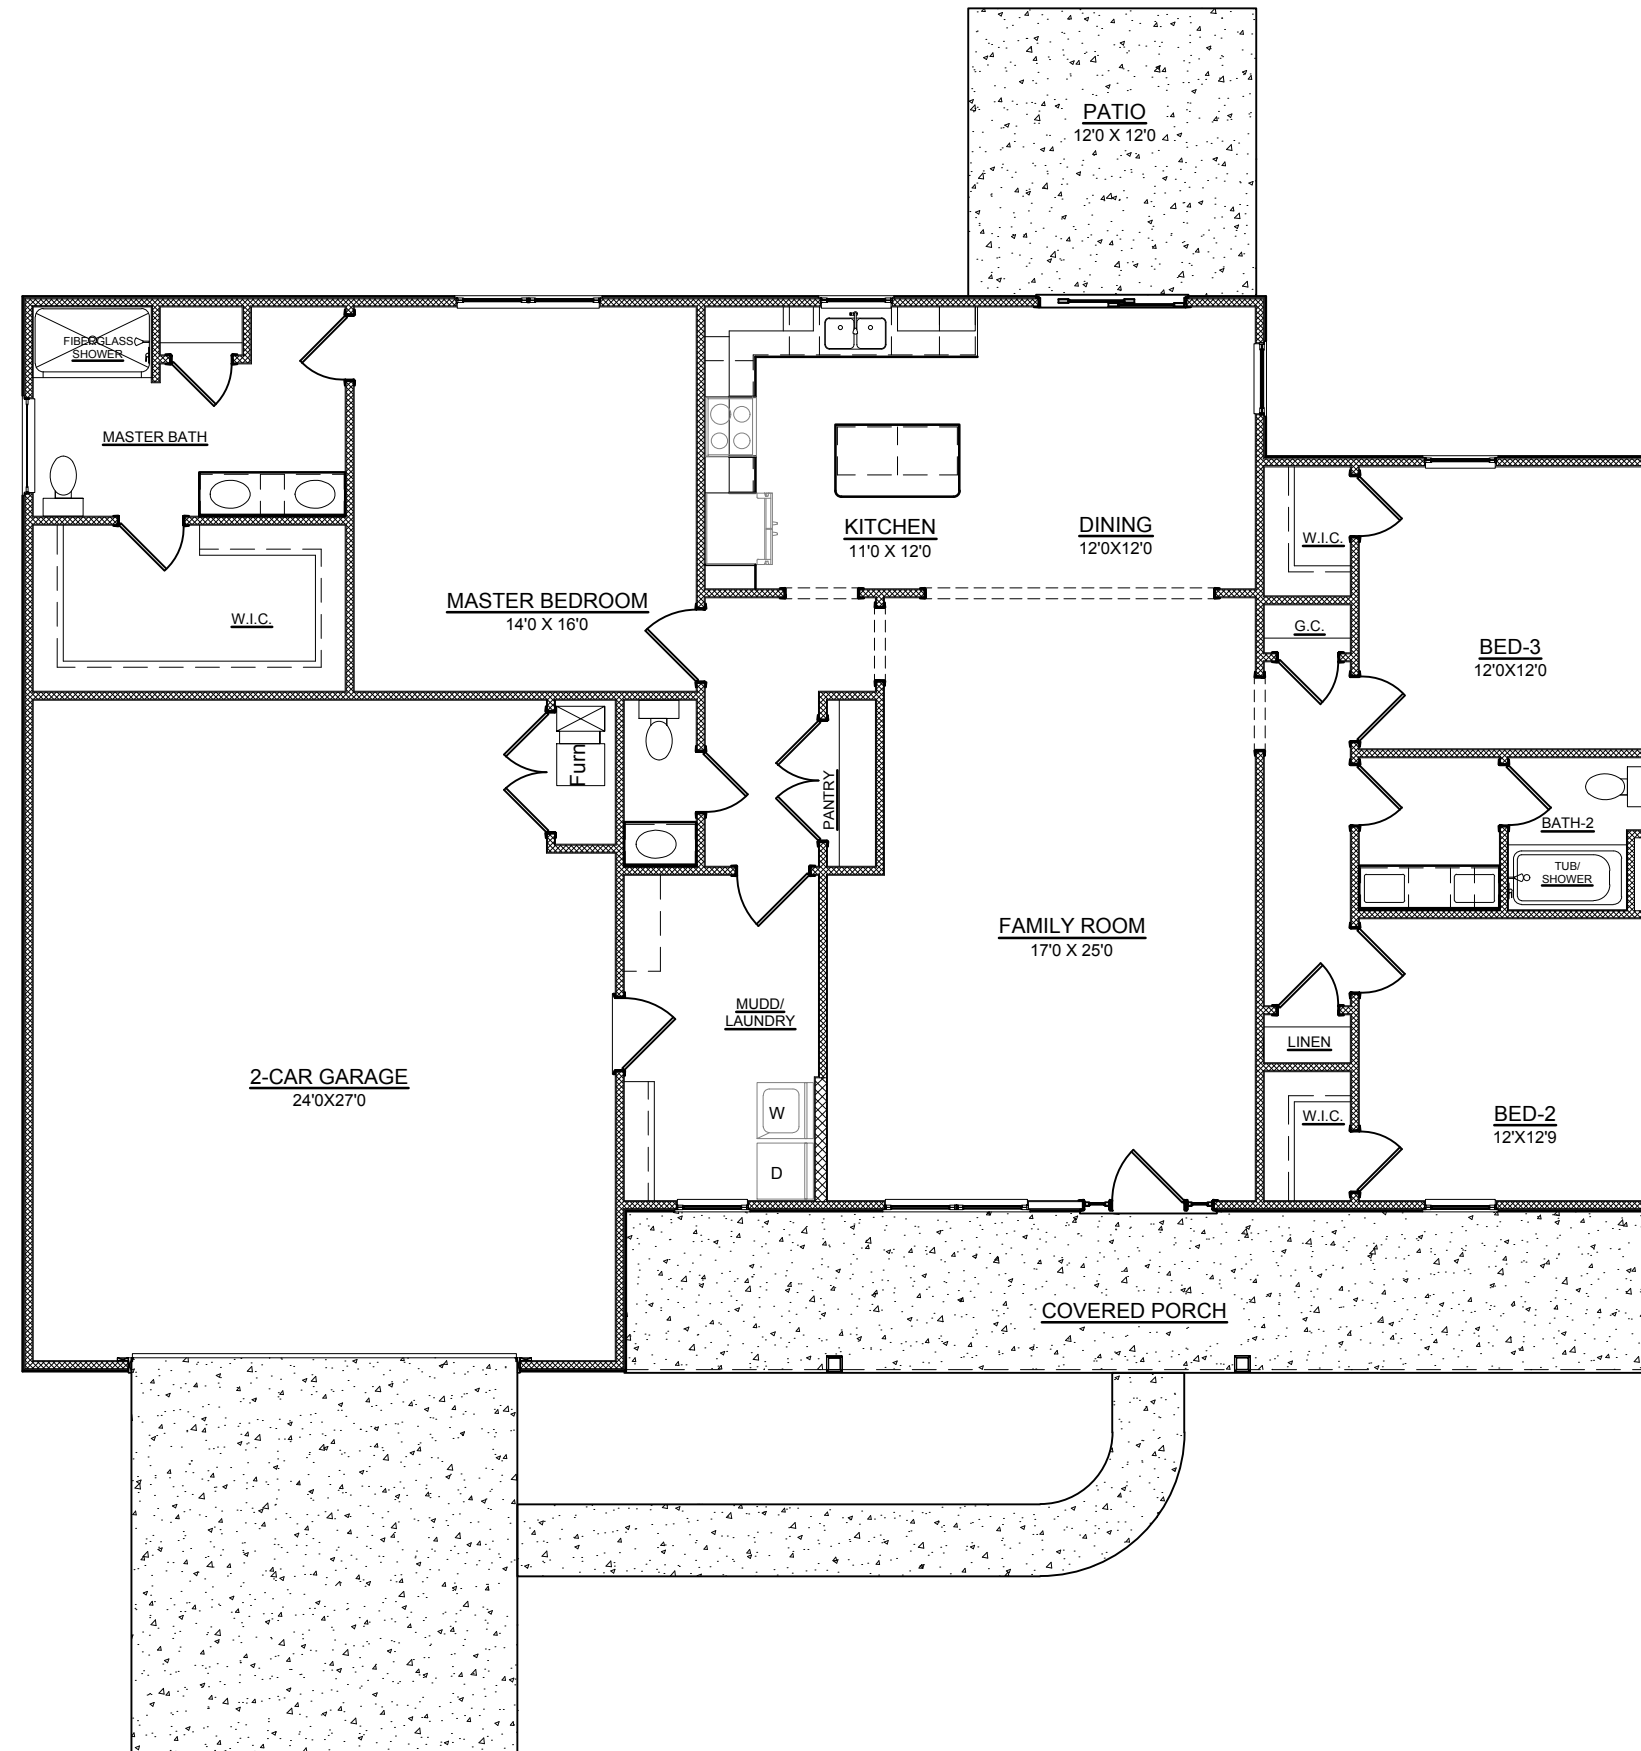 PATIO
12'0 X 12'0
FIBERGLASS
SHOWER
MASTER BATH
KITCHEN
11'0 X 12'0
DINING
12'0X12'0
W.I.C.
MASTER BEDROOM
14'0 X 16'0
W.I.C.
G.C.
BED-3
12'0X12'0
Furn
PANTRY
BATH-2
TUB/
SHOWER
FAMILY ROOM
17'0 X 25'0
MUDD/
LAUNDRY
LINEN
2-CAR GARAGE
24'0X27'0
W
D
W.I.C.
BED-2
12'X12'9
COVERED PORCH